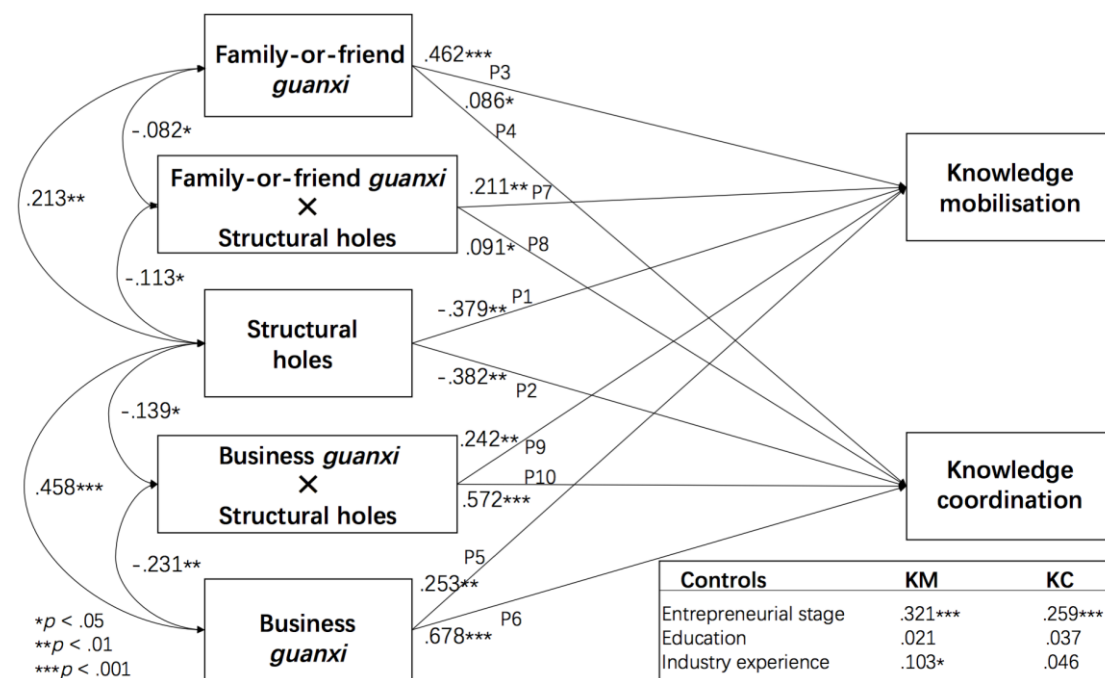 Family-or-friend
guanxi
.462***
P3
.086*
P4
-.082*
.213**
Family-or-friend guanxi
×
Structural holes
.211**
P7
.091*
P8
Knowledge
mobilisation
-.113*
Structural
holes
-.379**
P1
-.382**
P2
-.139*
.458***
Business guanxi
×
Structural holes
.242**
P9
P10
.572***
Knowledge
coordination
-.231**
Business
guanxi
P5
.253**
P6
.678***
*p < .05
**p < .01
***p < .001
Controls KM KC
Entrepreneurial stage .321*** .259***
Education .021 .037
Industry experience .103* .046